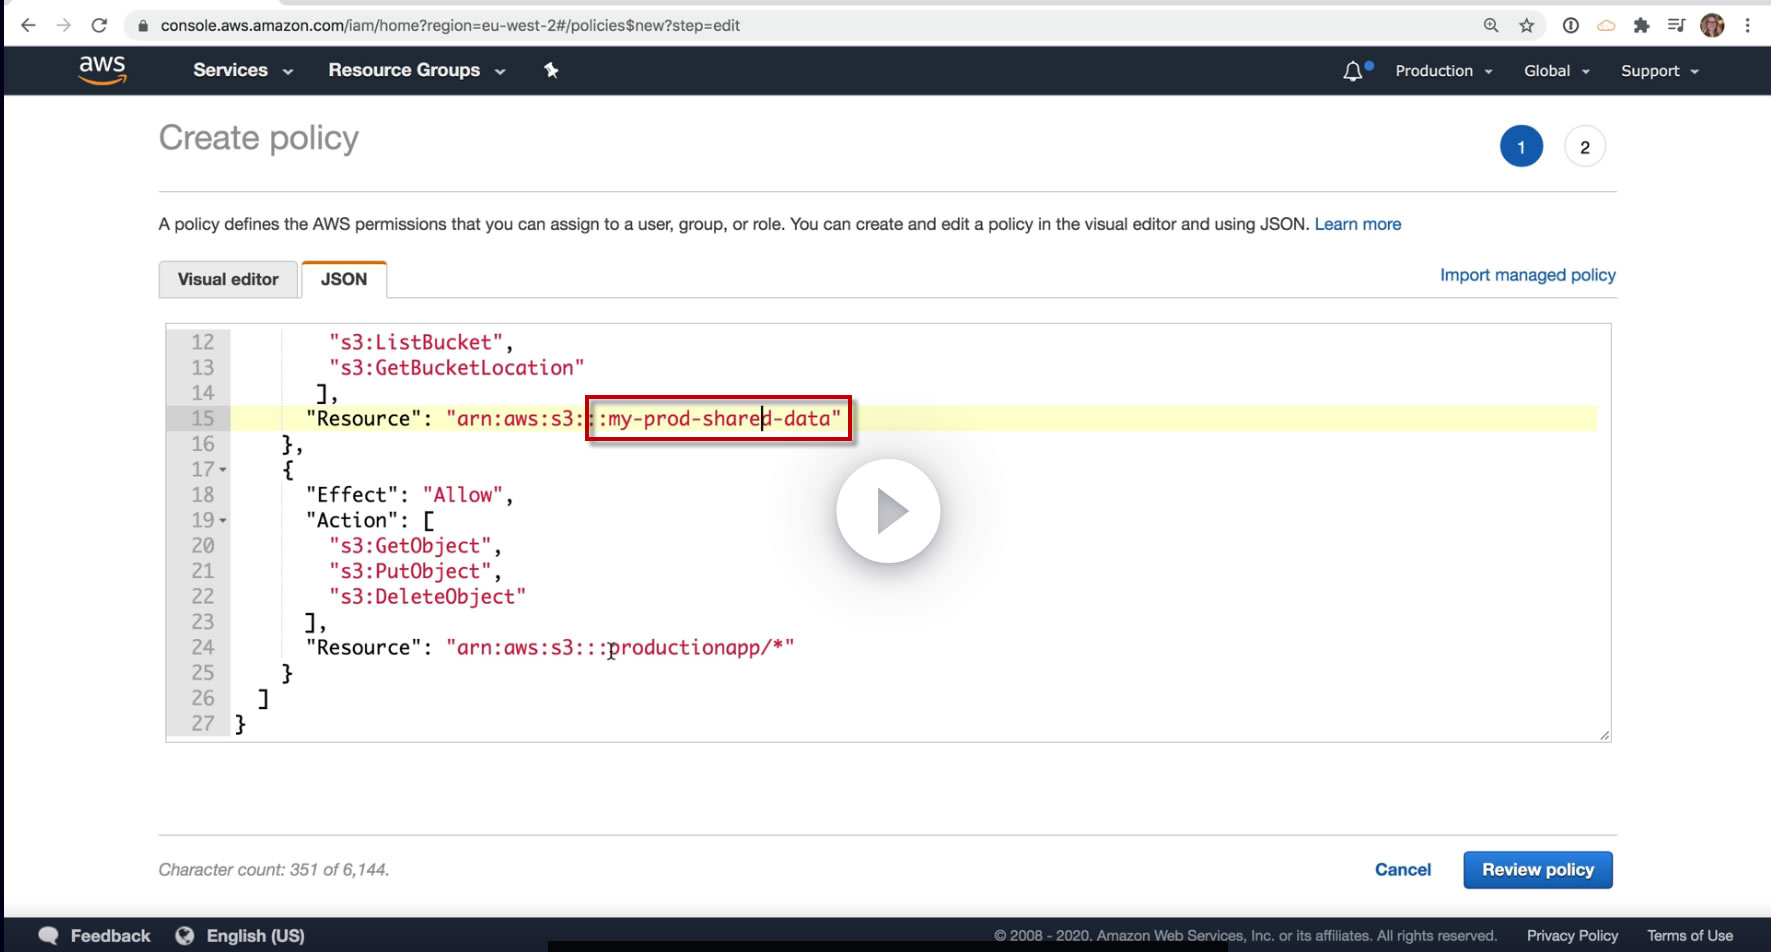 console.aws.amazon.com/iam/home?region=eu-west-2#/policies$new?step=edit
aws Services Resource Groups Production Global Support
Create policy
1 2
A policy defines the AWS permissions that you can assign to a user, group, or role. You can create and edit a policy in the visual editor and using JSON. Learn more
Visual editor JSON Import managed policy
12 "s3:ListBucket",
13 "s3:GetBucketLocation"
14 ],
15 "Resource": "arn:aws:s3:::my-prod-shared-data"
16 },
17 {
18 "Effect": "Allow",
19 "Action": [
20 "s3:GetObject",
21 "s3:PutObject",
22 "s3:DeleteObject"
23 ],
24 "Resource": "arn:aws:s3:::productionapp/*"
25 }
26 ]
27 }
Character count: 351 of 6,144. Cancel Review policy
Feedback English (US) © 2008 - 2020, Amazon Web Services, Inc. or its affiliates. All rights reserved. Privacy Policy Terms of Use